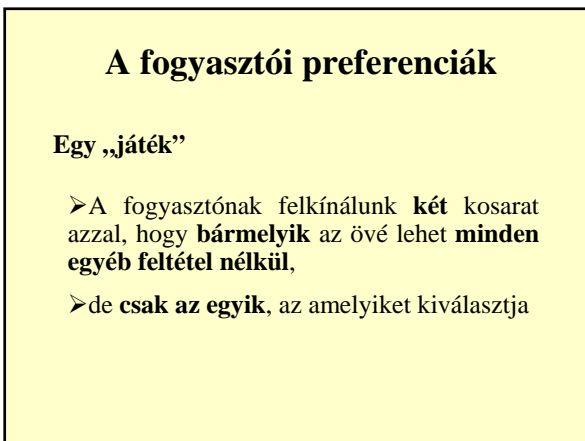 A fogyasztói preferenciák
Egy „játék”
➢A fogyasztónak felkínálunk két kosarat
azzal, hogy bármelyik az övé lehet minden
egyéb feltétel nélkül,
➢de csak az egyik, az amelyiket kiválasztja